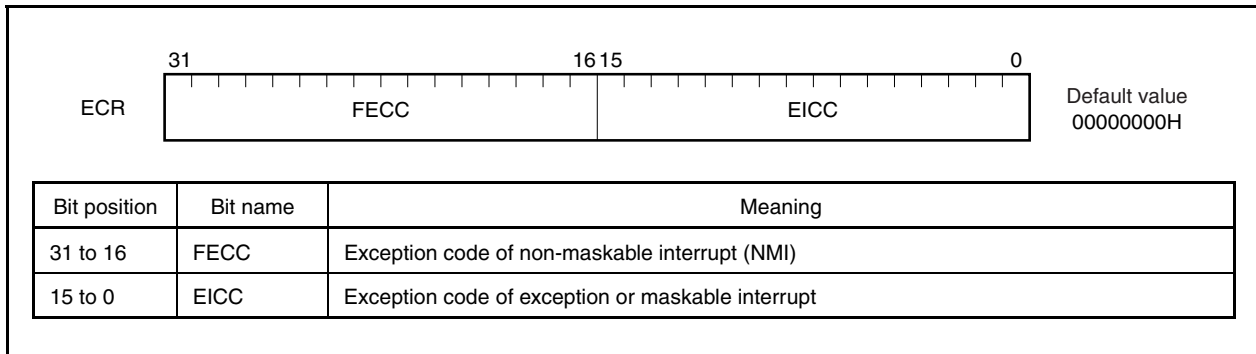 31 16 15 0
ECR FECC EICC Default value
00000000H
Bit position Bit name Meaning
31 to 16 FECC Exception code of non-maskable interrupt (NMI)
15 to 0 EICC Exception code of exception or maskable interrupt